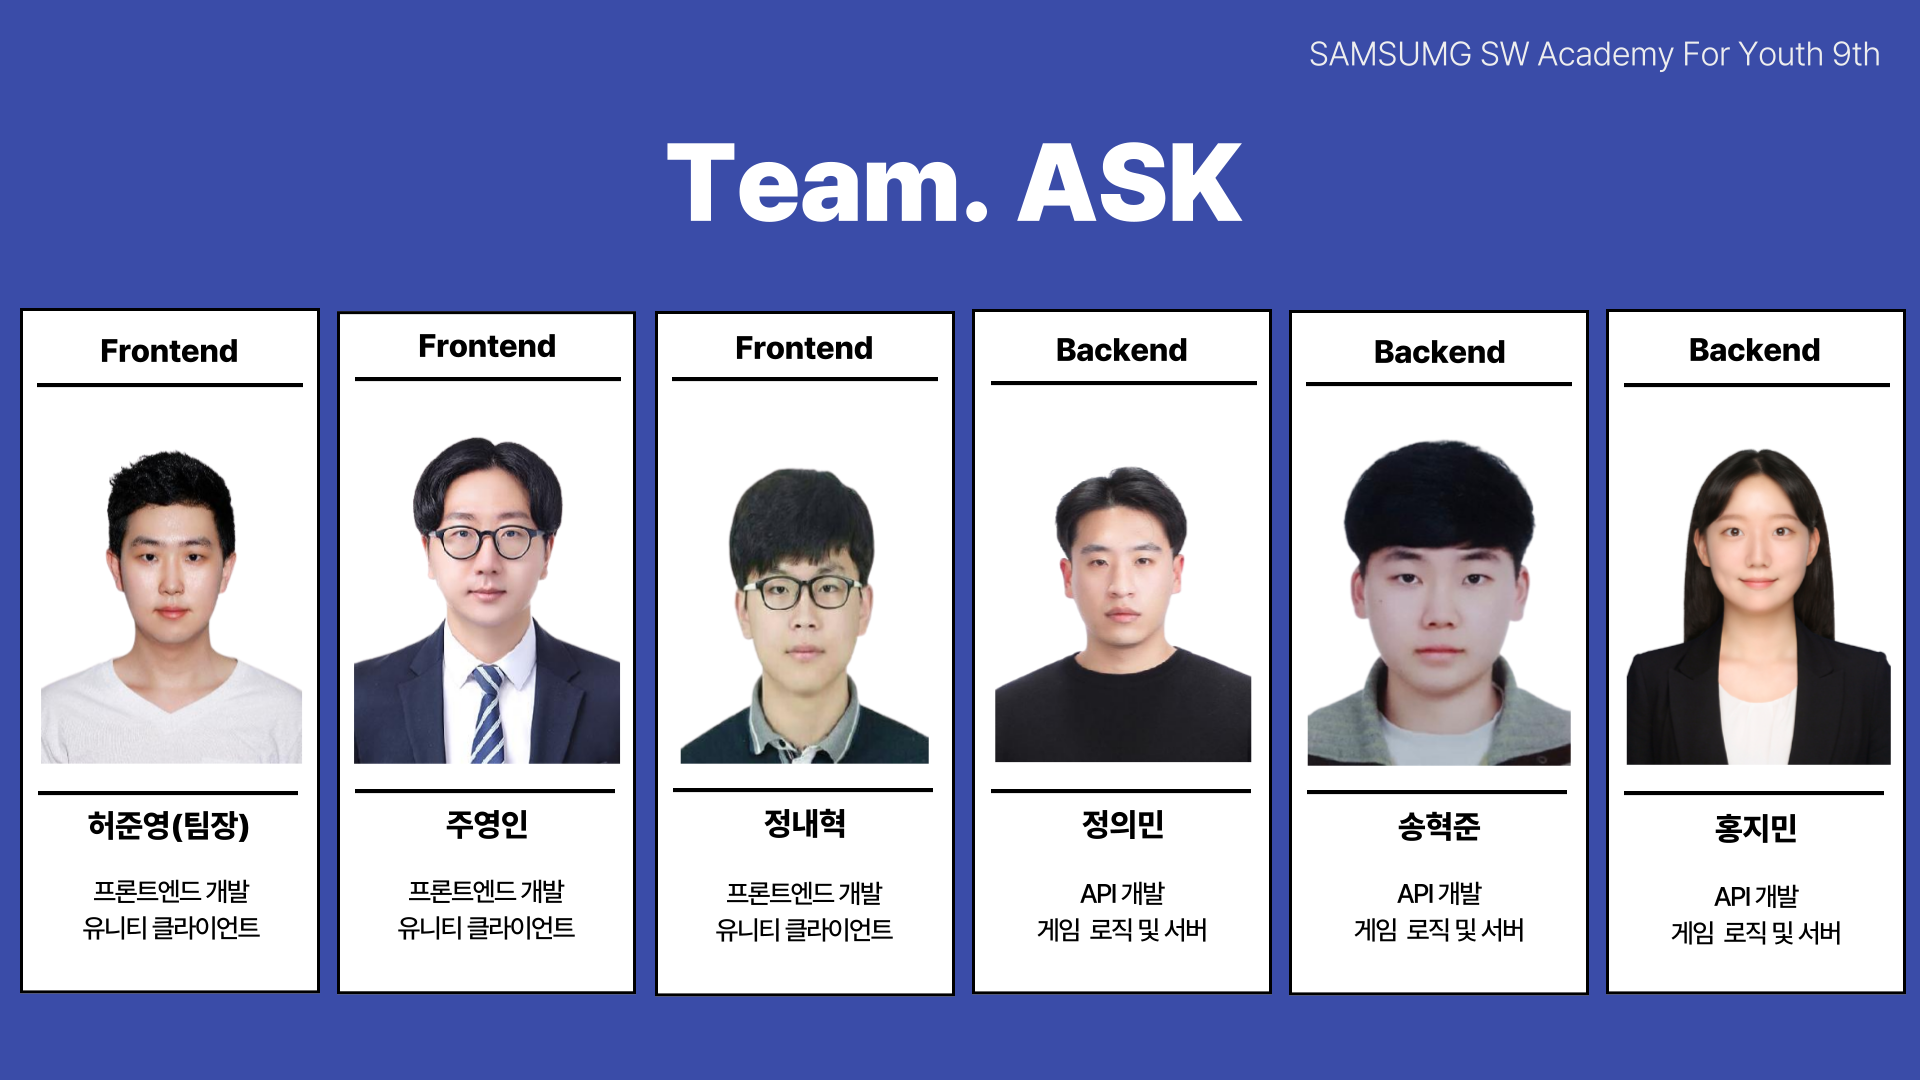 SAMSUMG SW Academy For Youth 9th
Team. ASK
Frontend
허준영(팀장)
프론트엔드 개발
유니티 클라이언트
Frontend
주영인
프론트엔드 개발
유니티 클라이언트
Frontend
정내혁
프론트엔드 개발
유니티 클라이언트
Backend
정의민
API 개발
게임 로직 및 서버
Backend
송혁준
API 개발
게임 로직 및 서버
Backend
홍지민
API 개발
게임 로직 및 서버